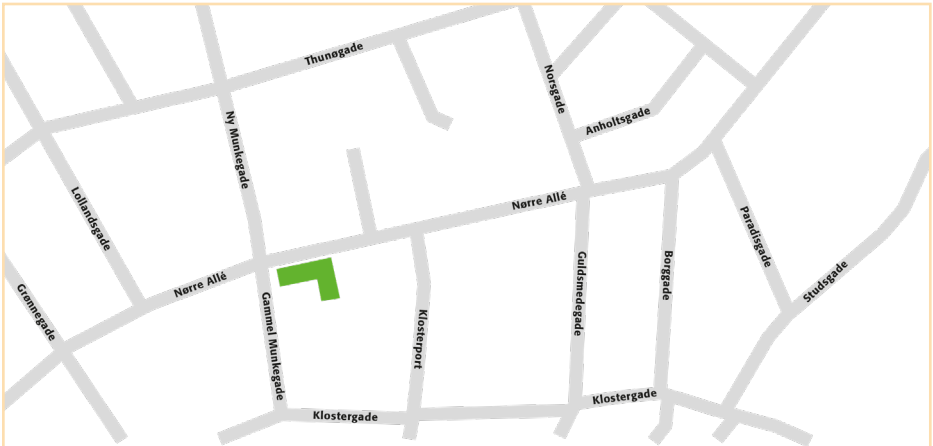 Thunøgade
Norsgade
Anholtsgade
Ny Munkegade
Lollandsgade
Nørre Allé
Paradisgade
Nørre Allé
Grønnegade
Gammel Munkegade
Klosterport
Guldsmedegade
Borggade
Studsgade
Klostergade
Klostergade